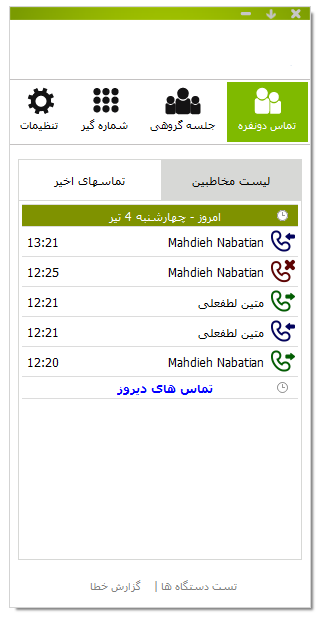 تماس دونفره
جلسه گروهی
شماره گیر
تنظیمات
لیست مخاطبین
تماسهای اخیر
امروز - چهارشنبه 4 تیر
Mahdieh Nabatian 13:21
Mahdieh Nabatian 12:25
متین لطفعلی 12:21
متین لطفعلی 12:21
Mahdieh Nabatian 12:20
تماس های دیروز
تست دستگاه ها | گزارش خطا